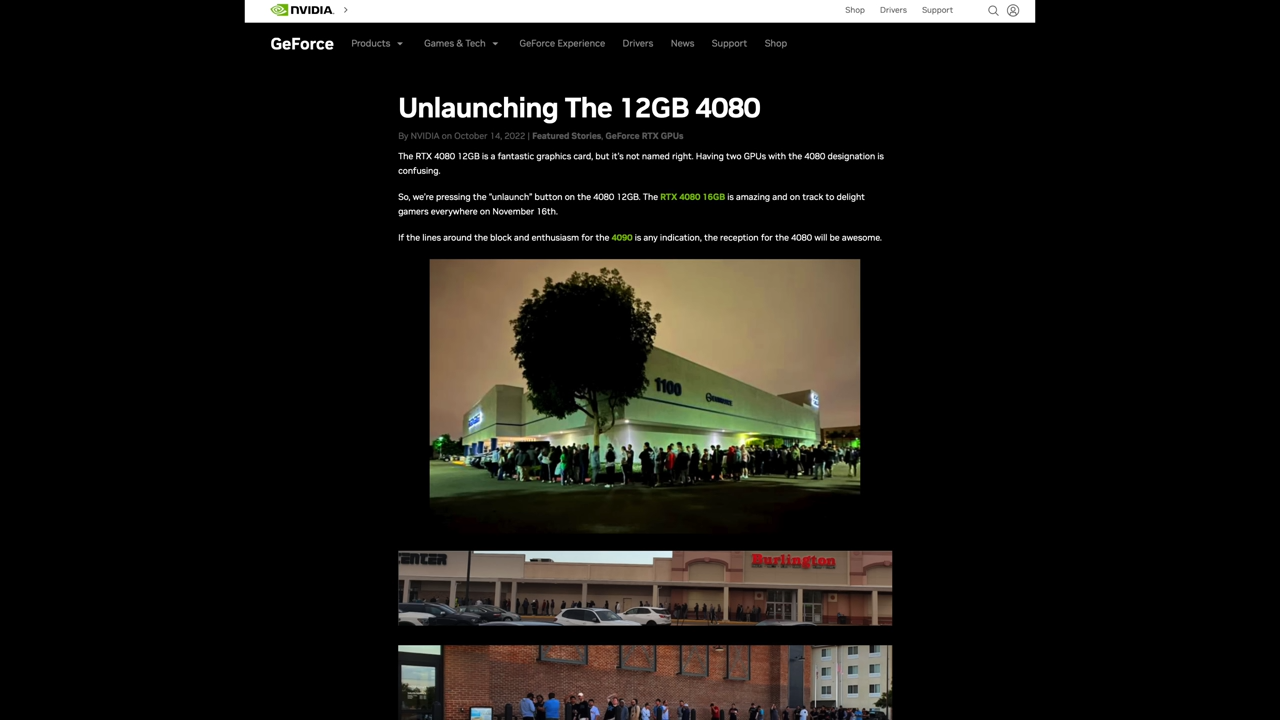 NVIDIA.
Shop Drivers Support
GeForce Products Games & Tech GeForce Experience Drivers News Support Shop
Unlaunching The 12GB 4080
By NVIDIA on October 14, 2022 | Featured Stories, GeForce RTX GPUs
The RTX 4080 12GB is a fantastic graphics card, but it's not named right. Having two GPUs with the 4080 designation is
confusing.
So, we're pressing the "unlaunch" button on the 4080 12GB. The RTX 4080 16GB is amazing and on track to delight
gamers everywhere on November 16th.
If the lines around the block and enthusiasm for the 4090 is any indication, the reception for the 4080 will be awesome.
1100
Burlington